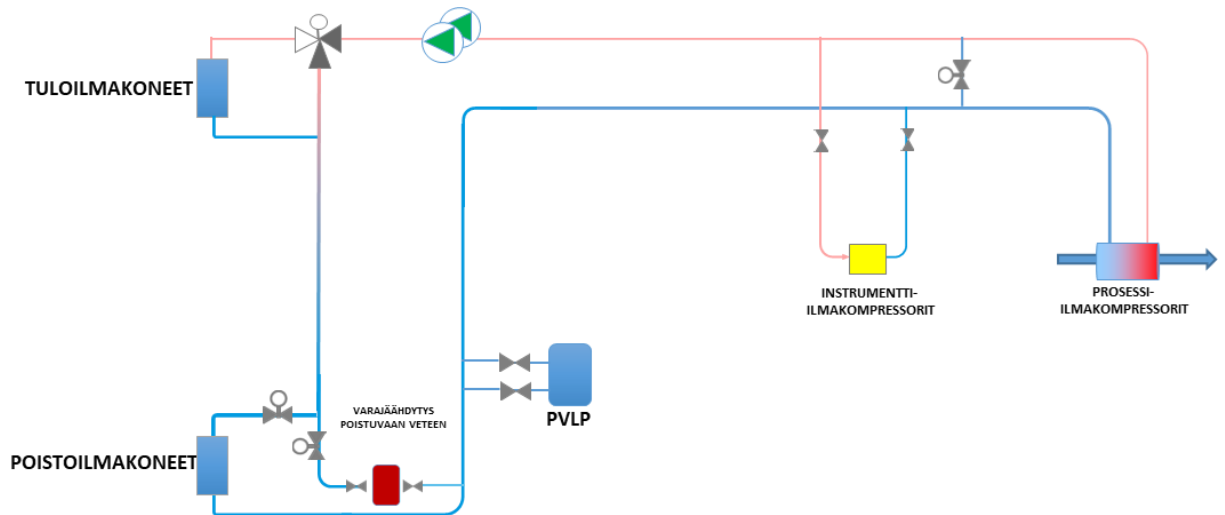 TULOILMAKONEET
INSTRUMENTTI-
ILMAKOMPRESSORIT
PROSESSI-
ILMAKOMPRESSORIT
VARAJÄÄHDYTYS
POISTUVAAN VETEEN
PVLP
POISTOILMAKONEET